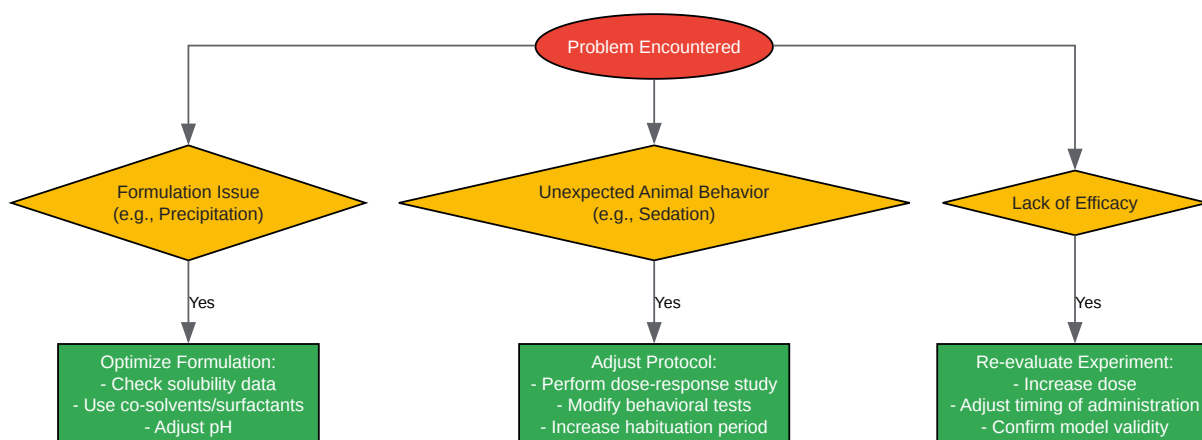 Problem Encountered
Formulation Issue
(e.g., Precipitation)
Unexpected Animal Behavior
(e.g., Sedation)
Lack of Efficacy
Yes
Yes
Yes
Optimize Formulation:
- Check solubility data
- Use co-solvents/surfactants
- Adjust pH
Adjust Protocol:
- Perform dose-response study
- Modify behavioral tests
- Increase habituation period
Re-evaluate Experiment:
- Increase dose
- Adjust timing of administration
- Confirm model validity